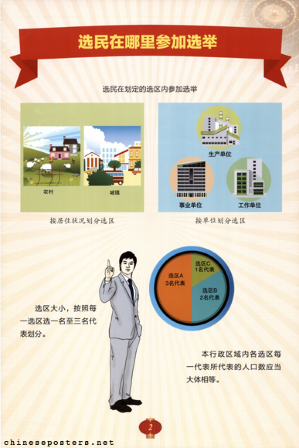 选民在哪里参加选举
选民在划定的选区内参加选举
农村
城镇
生产单位
事业单位
工作单位
按居住状况划分选区
按单位划分选区
选区A
3名代表
选区C
1名代表
选区B
2名代表
选区大小，按照每
一选区选一名至三名代
表划分。
本行政区域内各选区每
一代表所代表的人口数应当
大体相等。
2
chineseposters.net